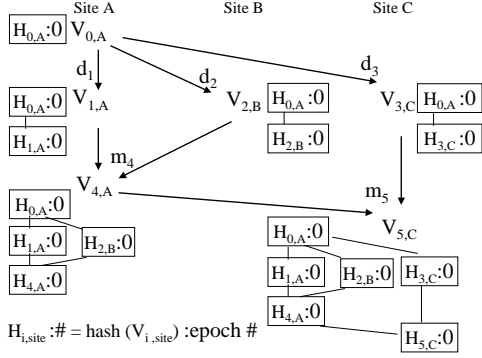 Site A Site B Site C
H0,A:0 V0,A
d1 d2 d3
H0,A:0 V1,A V2,B H0,A:0 V3,C H0,A:0
H1,A:0 H2,B:0 H3,C:0
m4
V4,A m5
H0,A:0 V5,C
H0,A:0
H1,A:0 H2,B:0 H3,C:0
H1,A:0 H2,B:0
H4,A:0
H4,A:0
Hi,site :# = hash (Vi,site) :epoch #
H5,C:0